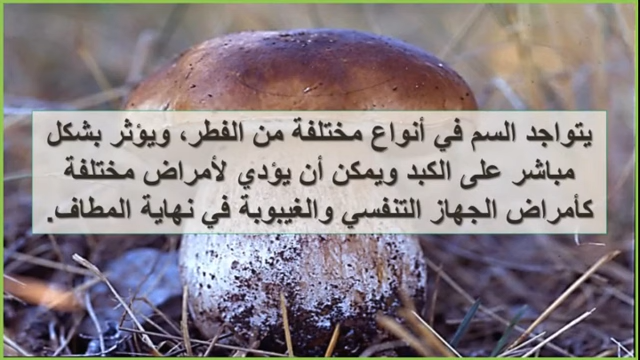 يتواجد السم في أنواع مختلفة من الفطر، ويؤثر بشكل
مباشر على الكبد ويمكن أن يؤدي لأمراض مختلفة
كأمراض الجهاز التنفسي والغيبوبة في نهاية المطاف.